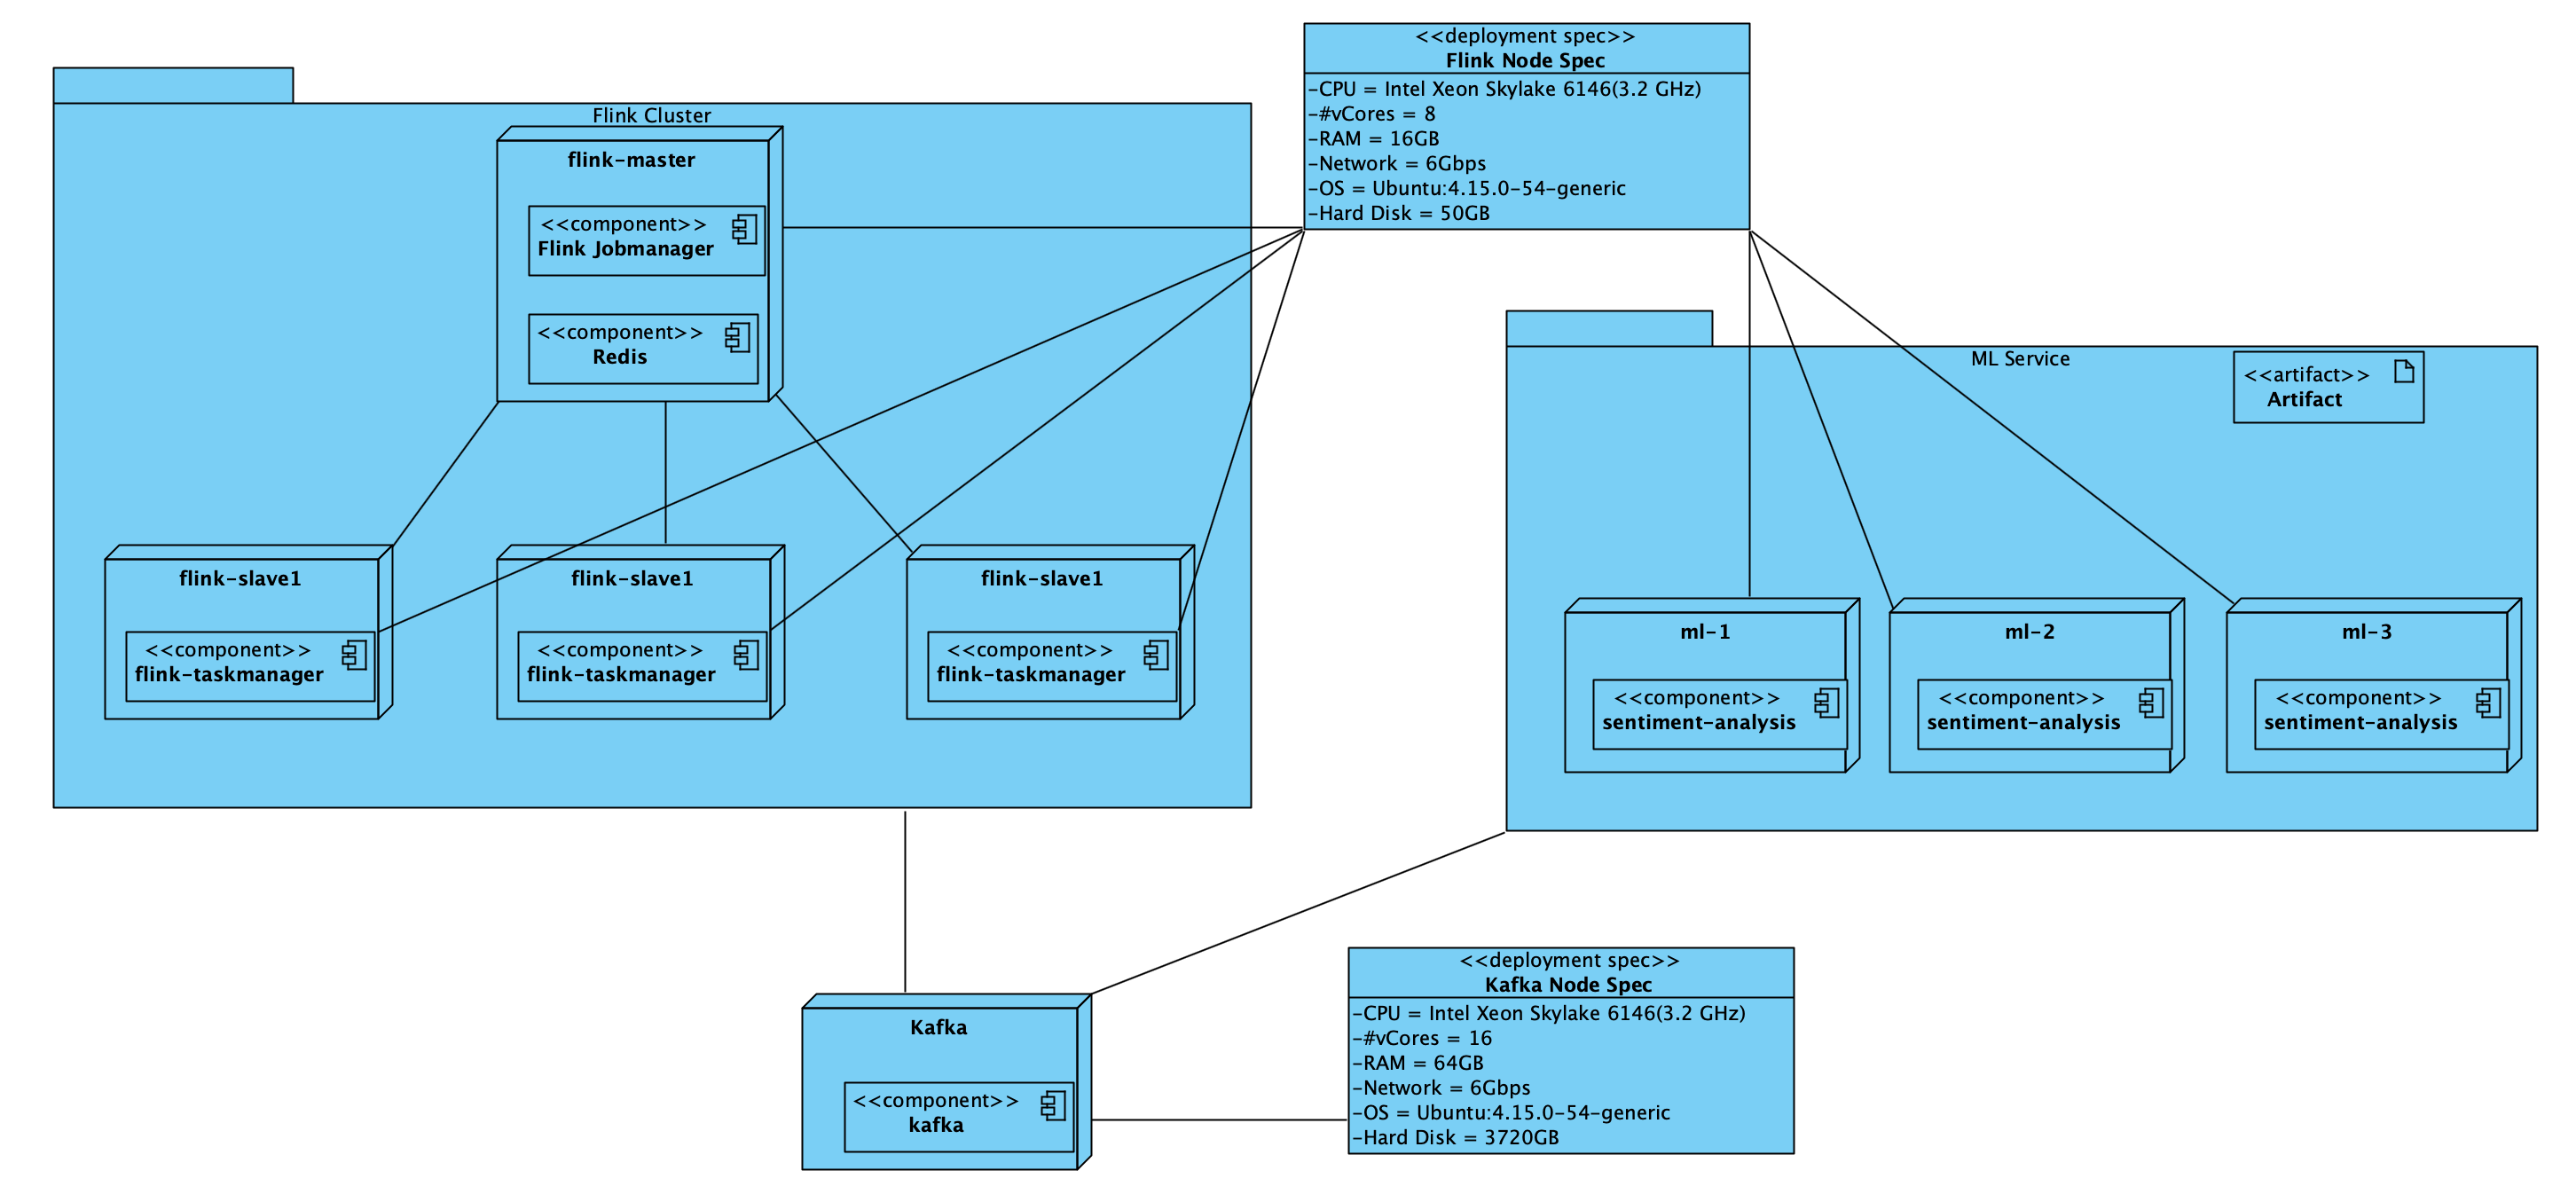 <<deployment spec>>
Flink Node Spec
-CPU = Intel Xeon Skylake 6146(3.2 GHz)
-#vCores = 8
-RAM = 16GB
-Network = 6Gbps
-OS = Ubuntu:4.15.0-54-generic
-Hard Disk = 50GB
Flink Cluster
flink-master
<<component>>
Flink Jobmanager
<<component>>
Redis
flink-slave1
<<component>>
flink-taskmanager
flink-slave1
<<component>>
flink-taskmanager
flink-slave1
<<component>>
flink-taskmanager
ML Service
<<artifact>>
Artifact
ml-1
<<component>>
sentiment-analysis
ml-2
<<component>>
sentiment-analysis
ml-3
<<component>>
sentiment-analysis
Kafka
<<component>>
kafka
<<deployment spec>>
Kafka Node Spec
-CPU = Intel Xeon Skylake 6146(3.2 GHz)
-#vCores = 16
-RAM = 64GB
-Network = 6Gbps
-OS = Ubuntu:4.15.0-54-generic
-Hard Disk = 3720GB